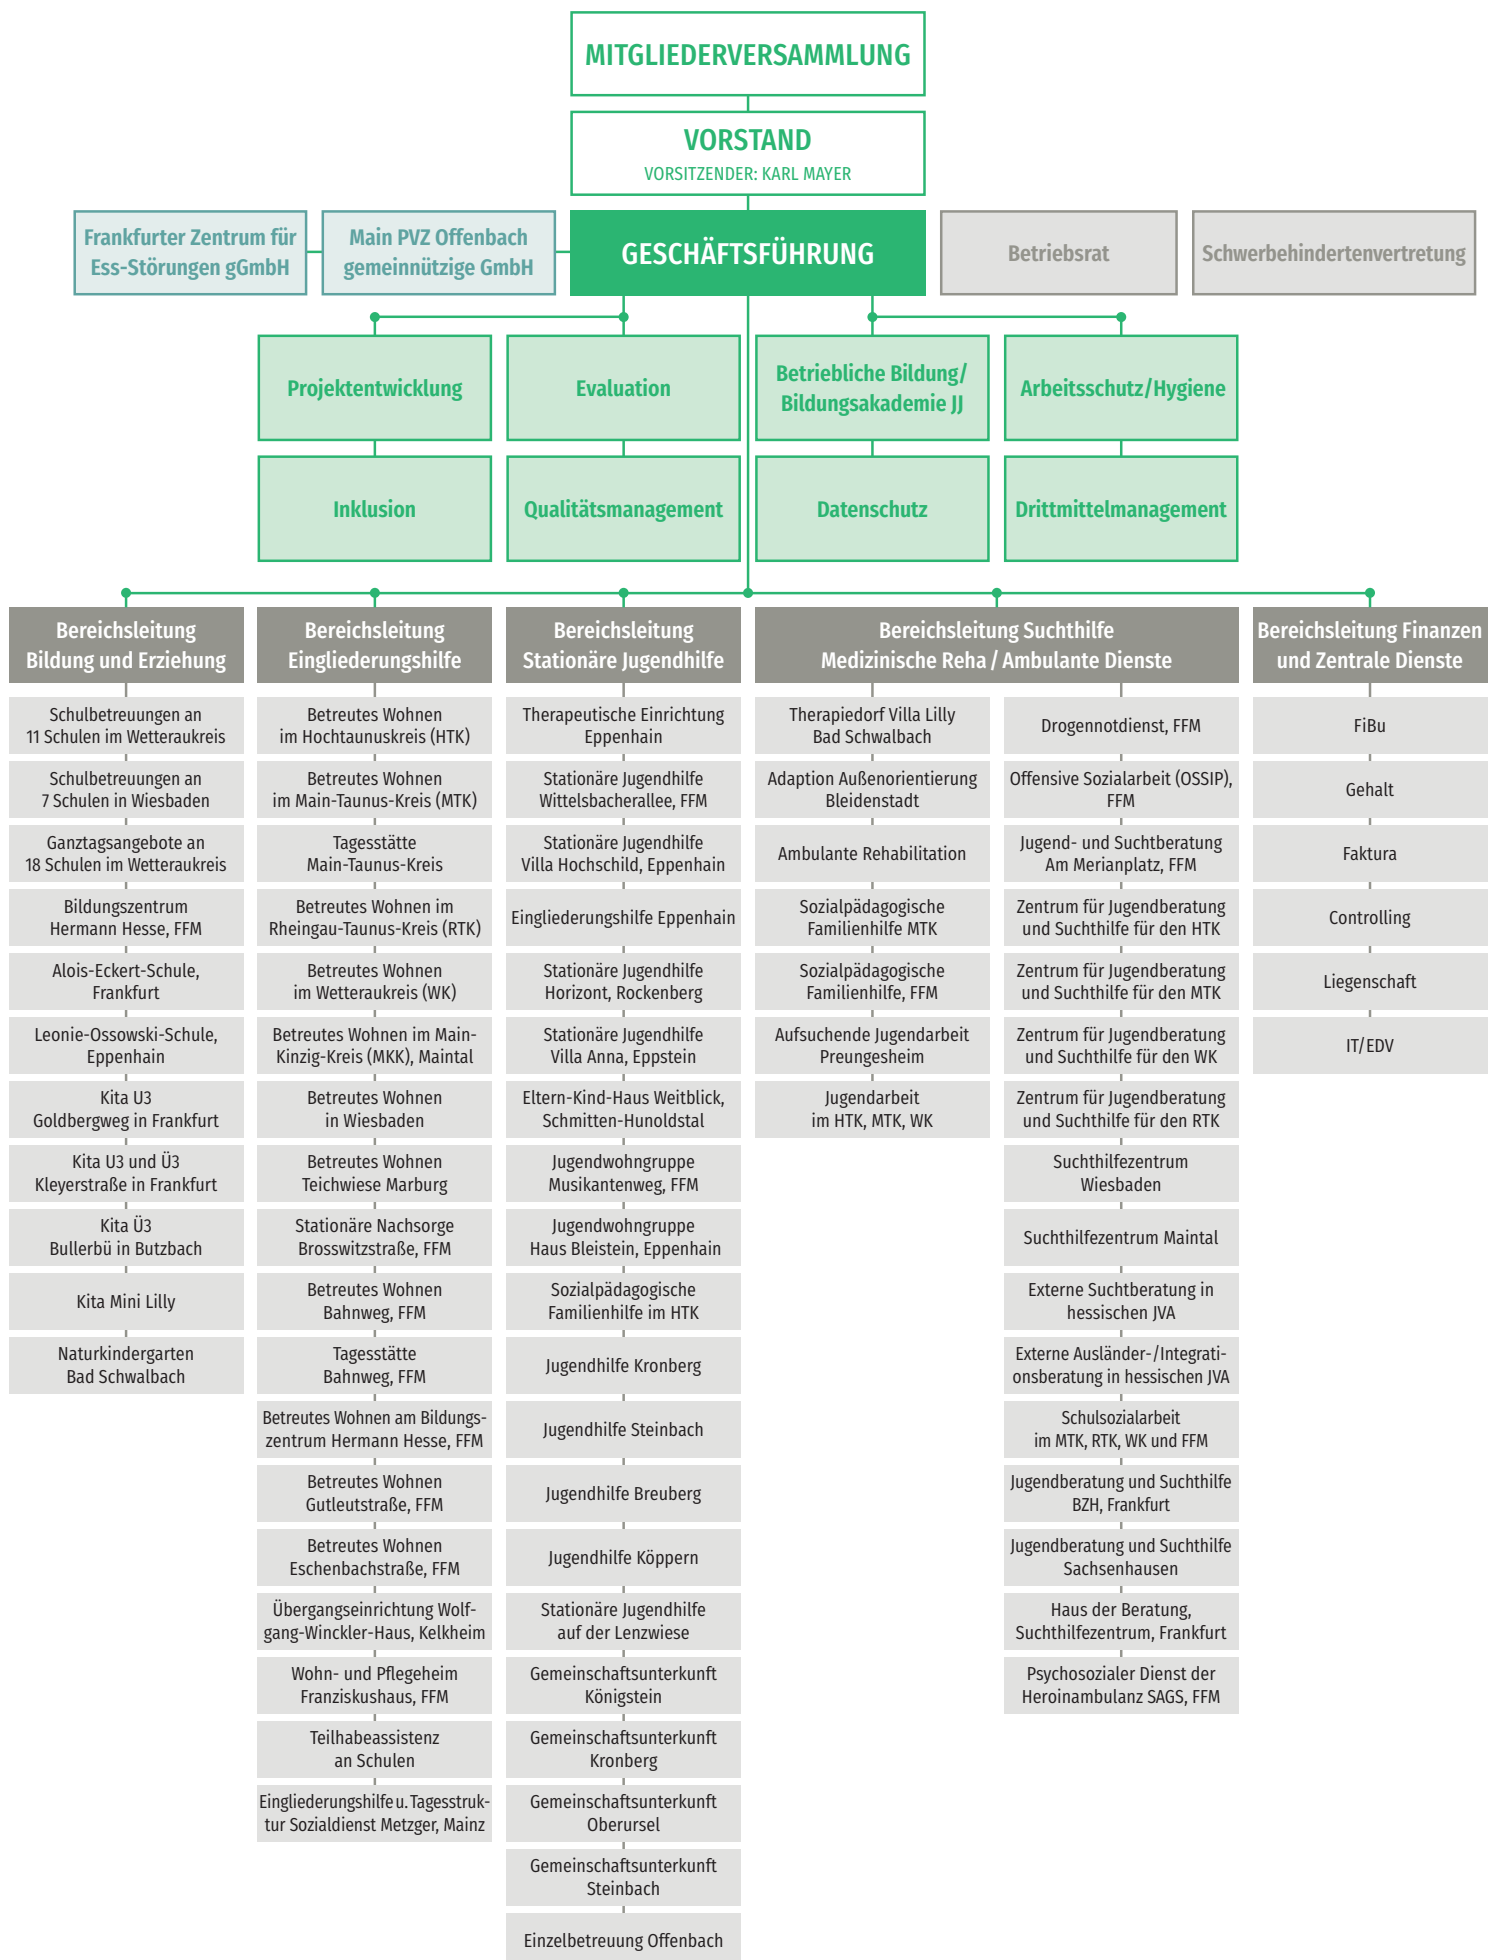 MITGLIEDERVERSAMMLUNG
VORSTAND
VORSITZENDER: KARL MAYER
Frankfurter Zentrum für
Ess-Störungen gGmbH
Main PVZ Offenbach
gemeinnützige GmbH
GESCHÄFTSFÜHRUNG
Betriebsrat
Schwerbehindertenvertretung
Projektentwicklung
Evaluation
Betriebliche Bildung/
Bildungsakademie JJ
Arbeitsschutz/Hygiene
Inklusion
Qualitätsmanagement
Datenschutz
Drittmittelmanagement
Bereichsleitung
Bildung und Erziehung
Schulbetreuungen an
11 Schulen im Wetteraukreis
Schulbetreuungen an
7 Schulen in Wiesbaden
Ganztagsangebote an
18 Schulen im Wetteraukreis
Bildungszentrum
Hermann Hesse, FFM
Alois-Eckert-Schule,
Frankfurt
Leonie-Ossowski-Schule,
Eppenhain
Kita U3
Goldbergweg in Frankfurt
Kita U3 und Ü3
Kleyerstraße in Frankfurt
Kita Ü3
Bullerbü in Butzbach
Kita Mini Lilly
Naturkindergarten
Bad Schwalbach
Bereichsleitung
Eingliederungshilfe
Betreutes Wohnen
im Hochtaunuskreis (HTK)
Betreutes Wohnen
im Main-Taunus-Kreis (MTK)
Tagesstätte
Main-Taunus-Kreis
Betreutes Wohnen im
Rheingau-Taunus-Kreis (RTK)
Betreutes Wohnen
im Wetteraukreis (WK)
Betreutes Wohnen im Main-
Kinzig-Kreis (MKK), Maintal
Betreutes Wohnen
in Wiesbaden
Betreutes Wohnen
Teichwiese Marburg
Stationäre Nachsorge
Brosswitzstraße, FFM
Betreutes Wohnen
Bahnweg, FFM
Tagesstätte
Bahnweg, FFM
Betreutes Wohnen am Bildungs-
zentrum Hermann Hesse, FFM
Betreutes Wohnen
Gutleutstraße, FFM
Betreutes Wohnen
Eschenbachstraße, FFM
Übergangseinrichtung Wolf-
gang-Winckler-Haus, Kelkheim
Wohn- und Pflegeheim
Franziskushaus, FFM
Teilhabeassistenz
an Schulen
Eingliederungshilfe u. Tagesstruk-
tur Sozialdienst Metzger, Mainz
Bereichsleitung
Stationäre Jugendhilfe
Therapeutische Einrichtung
Eppenhain
Stationäre Jugendhilfe
Wittelsbacherallee, FFM
Stationäre Jugendhilfe
Villa Hochschild, Eppenhain
Eingliederungshilfe Eppenhain
Stationäre Jugendhilfe
Horizont, Rockenberg
Stationäre Jugendhilfe
Villa Anna, Eppstein
Eltern-Kind-Haus Weitblick,
Schmitten-Hunoldstal
Jugendwohngruppe
Musikantenweg, FFM
Jugendwohngruppe
Haus Bleistein, Eppenhain
Sozialpädagogische
Familienhilfe im HTK
Jugendhilfe Kronberg
Jugendhilfe Steinbach
Jugendhilfe Breuberg
Jugendhilfe Köppern
Stationäre Jugendhilfe
auf der Lenzwiese
Gemeinschaftsunterkunft
Königstein
Gemeinschaftsunterkunft
Kronberg
Gemeinschaftsunterkunft
Oberursel
Gemeinschaftsunterkunft
Steinbach
Einzelbetreuung Offenbach
Bereichsleitung Suchthilfe
Medizinische Reha / Ambulante Dienste
Therapiedorf Villa Lilly
Bad Schwalbach
Adaption Außenorientierung
Bleidenstadt
Ambulante Rehabilitation
Sozialpädagogische
Familienhilfe MTK
Sozialpädagogische
Familienhilfe, FFM
Aufsuchende Jugendarbeit
Preungesheim
Jugendarbeit
im HTK, MTK, WK
Drogennotdienst, FFM
Offensive Sozialarbeit (OSSIP),
FFM
Jugend- und Suchtberatung
Am Merianplatz, FFM
Zentrum für Jugendberatung
und Suchthilfe für den HTK
Zentrum für Jugendberatung
und Suchthilfe für den MTK
Zentrum für Jugendberatung
und Suchthilfe für den WK
Zentrum für Jugendberatung
und Suchthilfe für den RTK
Suchthilfezentrum
Wiesbaden
Suchthilfezentrum Maintal
Externe Suchtberatung in
hessischen JVA
Externe Ausländer-/Integrati-
onsberatung in hessischen JVA
Schulsozialarbeit
im MTK, RTK, WK und FFM
Jugendberatung und Suchthilfe
BZH, Frankfurt
Jugendberatung und Suchthilfe
Sachsenhausen
Haus der Beratung,
Suchthilfezentrum, Frankfurt
Psychosozialer Dienst der
Heroinambulanz SAGS, FFM
Bereichsleitung Finanzen
und Zentrale Dienste
FiBu
Gehalt
Faktura
Controlling
Liegenschaft
IT/EDV